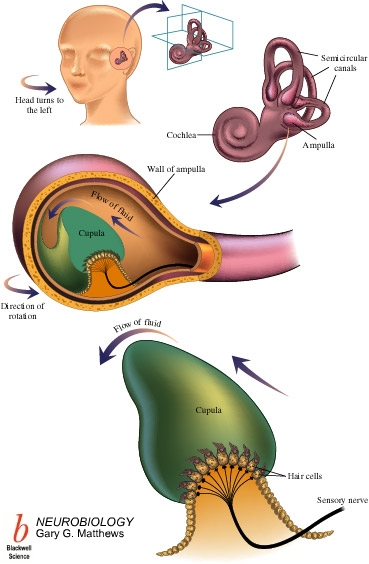 Head turns to
the left
Semicircular
canals
Cochlea
Ampulla
Wall of ampulla
Flow of fluid
Cupula
Direction of
rotation
Flow of fluid
Cupula
Hair cells
Sensory nerve
b
Blackwell
Science
NEUROBIOLOGY
Gary G. Matthews